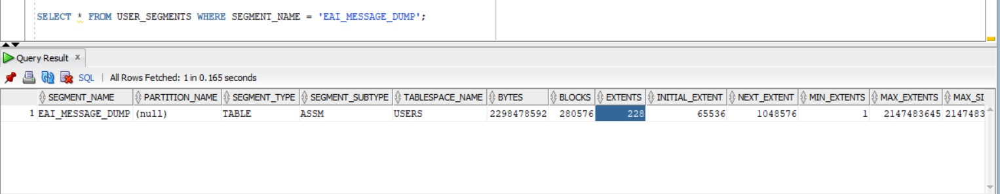 SELECT * FROM USER_SEGMENTS WHERE SEGMENT_NAME = 'EAI_MESSAGE_DUMP';
Query Result x
SQL | All Rows Fetched: 1 in 0.165 seconds
SEGMENT_NAME PARTITION_NAME SEGMENT_TYPE SEGMENT_SUBTYPE TABLESPACE_NAME BYTES BLOCKS EXTENTS INITIAL_EXTENT NEXT_EXTENT MIN_EXTENTS MAX_EXTENTS MAX_SI
1 EAI_MESSAGE_DUMP (null) TABLE ASSM USERS 2298478592 280576 228 65536 1048576 1 2147483645 2147483